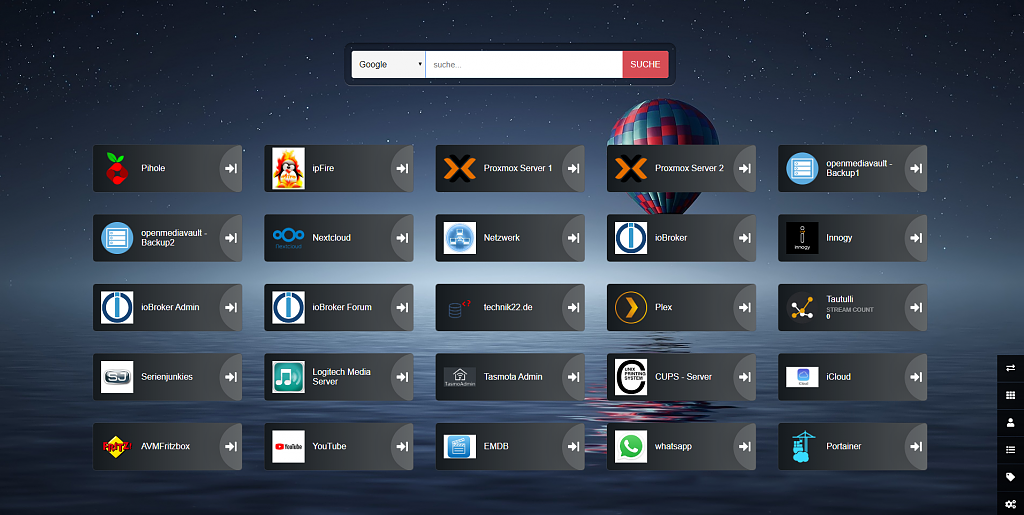 Google
suche...
SUCHE
Pihole
ipFire
Proxmox Server 1
Proxmox Server 2
openmediavault -
Backup1
openmediavault -
Backup2
Nextcloud
nextcloud
Netzwerk
ioBroker
innogy
Innogy
ioBroker Admin
ioBroker Forum
technik22.de
Plex
Tautulli
STREAM COUNT
0
SJ
Serienjunkies
Logitech Media
Server
TasmoAdmin
Tasmota Admin
UNIX
PRINTING
SYSTEM
CUPS - Server
iCloud
iCloud
FRITZ!
AVMFritzbox
YouTube
YouTube
EMDB
whatsapp
Portainer